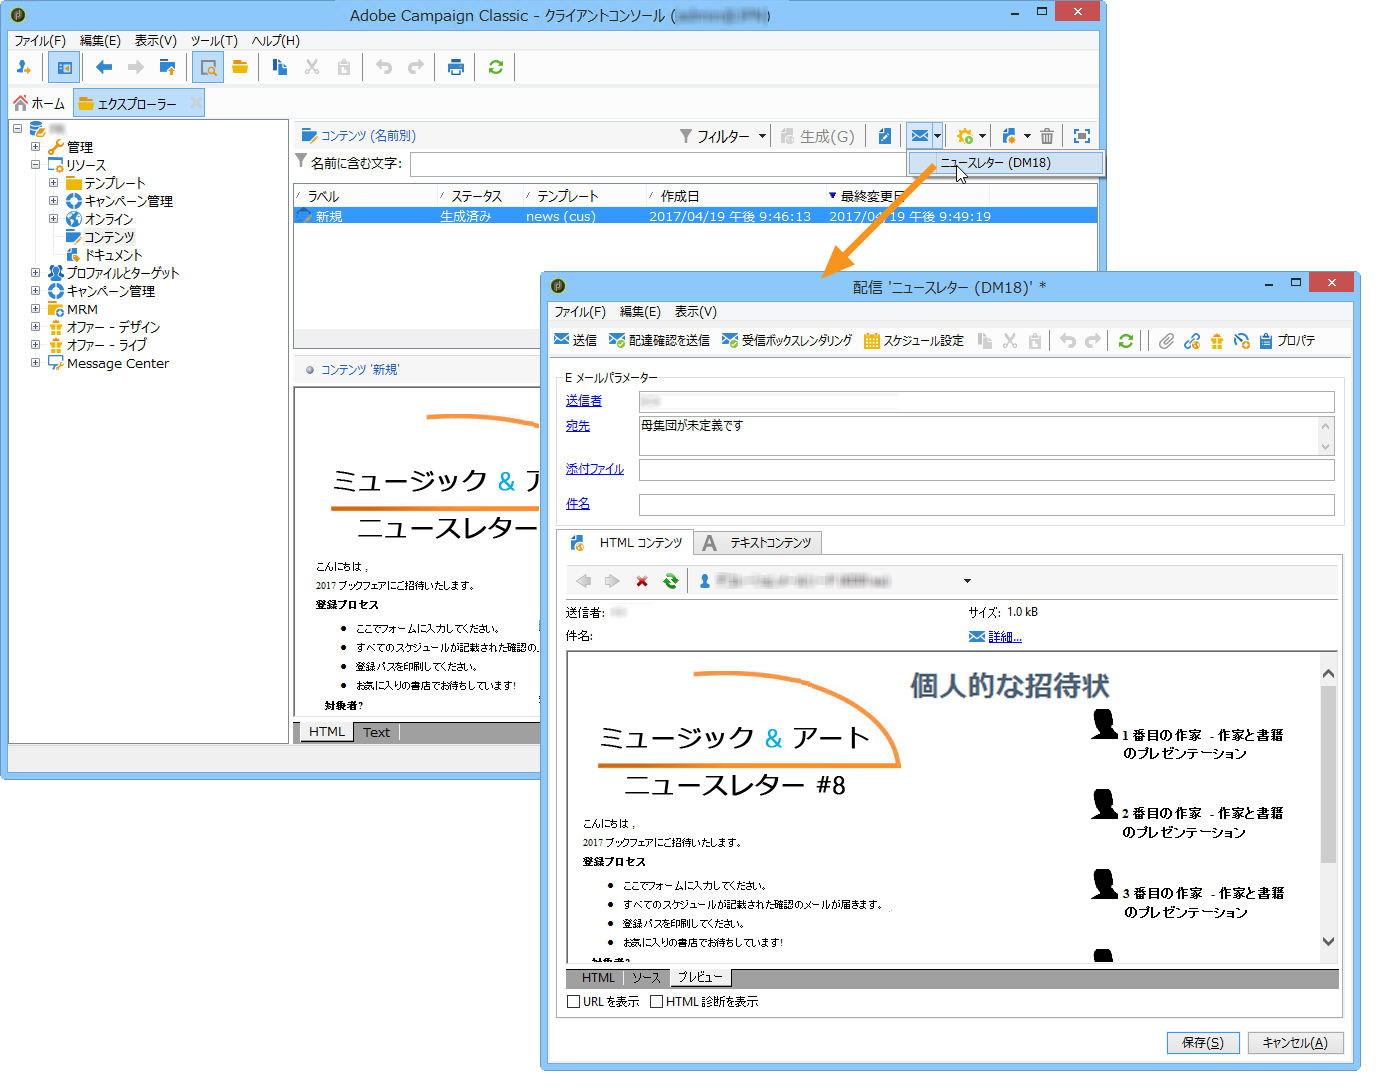 Adobe Campaign Classic - クライアントコンソール (
ファイル(F) 編集(E) 表示(V) ツール(T) ヘルプ(H)
ホーム エクスプローラー
管理
リソース
テンプレート
キャンペーン管理
オンライン
コンテンツ
ドキュメント
プロファイルとターゲット
キャンペーン管理
MRM
オファー - デザイン
オファー - ライブ
Message Center
コンテンツ (名前別) フィルター 生成(G)
名前に含む文字:
ニュースレター (DM18)
ラベル ステータス テンプレート 作成日 最終変更日
新規 生成済み news (cus) 2017/04/19 午後 9:46:13 2017/04/19 午後 9:49:19
コンテンツ '新規'
ミュージック & ア
ニュースレター
こんにちは ,
2017 ブックフェアにご招待いたします。
登録プロセス
ここでフォームに入力してください。
すべてのスケジュールが記載された確認の
登録パスを印刷してください。
お気に入りの書店でお待ちしています!
対象者?
HTML Text
配信 'ニュースレター (DM18)' *
ファイル(F) 編集(E) 表示(V)
送信 配達確認を送信 受信ボックスレンダリング スケジュール設定 プロパテ
E メールパラメーター
送信者
宛先 母集団が未定義です
添付ファイル
件名
HTML コンテンツ テキストコンテンツ
送信者: サイズ: 1.0 kB
件名: 詳細...
個人的な招待状
ミュージック & アート
ニュースレター #8
こんにちは ,
2017 ブックフェアにご招待いたします。
登録プロセス
ここでフォームに入力してください。
すべてのスケジュールが記載された確認のメールが届きます。
登録パスを印刷してください。
お気に入りの書店でお待ちしています!
対象者?
1 番目の作家 - 作家と書籍
のプレゼンテーション
2 番目の作家 - 作家と書籍
のプレゼンテーション
3 番目の作家 - 作家と書籍
のプレゼンテーション
HTML ソース プレビュー
URL を表示 HTML 診断を表示
保存(S) キャンセル(A)